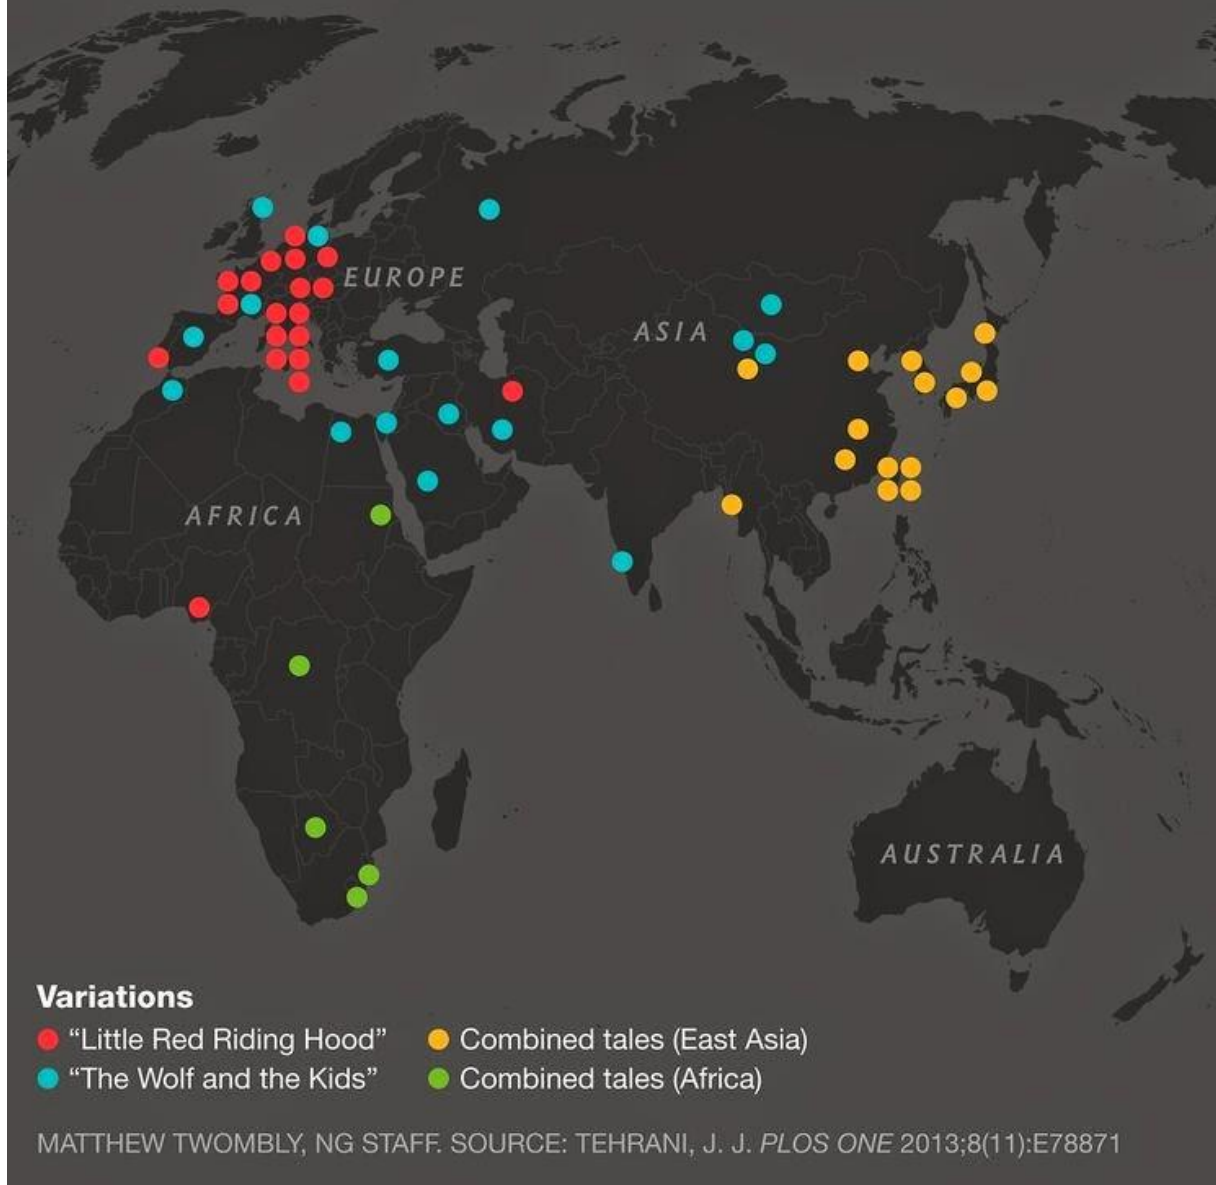 EUROPE
ASIA
AFRICA
AUSTRALIA
Variations
“Little Red Riding Hood”
“The Wolf and the Kids”
Combined tales (East Asia)
Combined tales (Africa)
MATTHEW TWOMBLY, NG STAFF. SOURCE: TEHRANI, J. J. PLOS ONE 2013;8(11):E78871